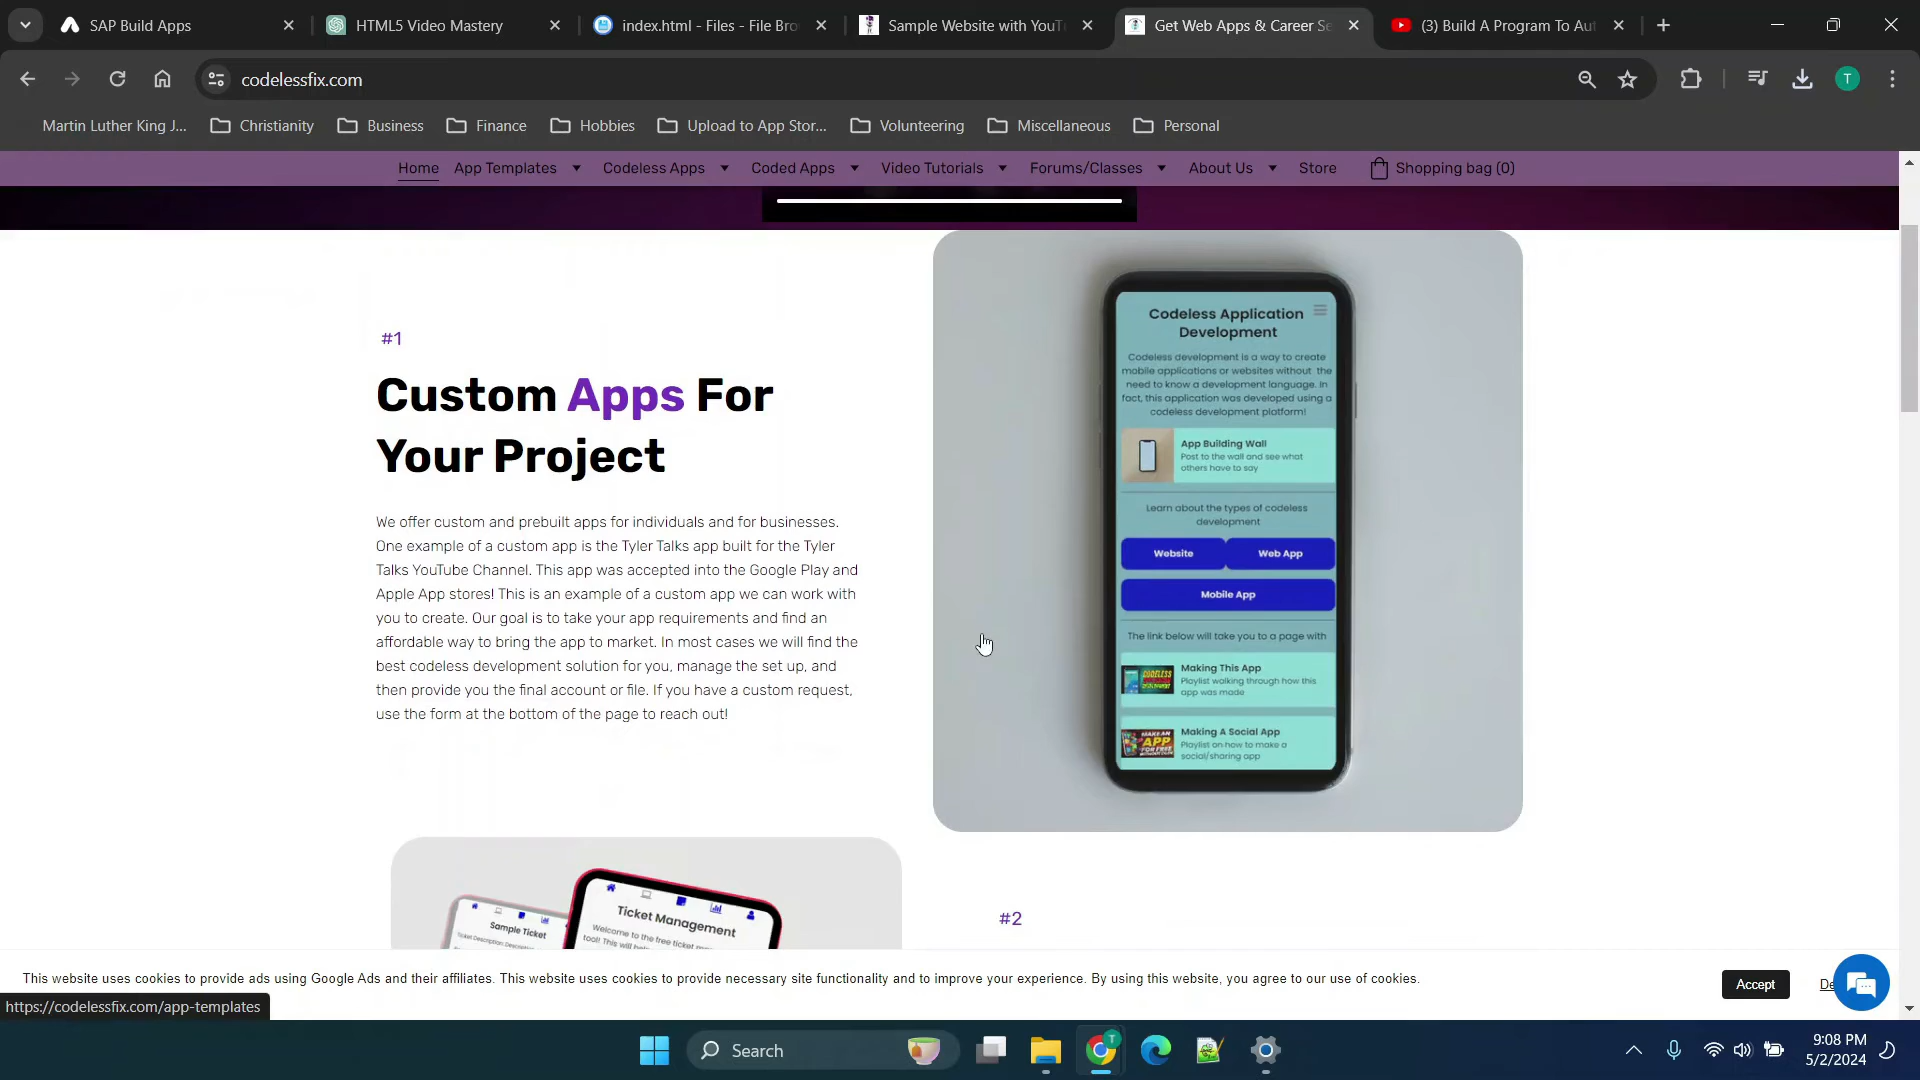 SAP Build Apps
HTML5 Video Mastery
index.html - Files - File Bro
Sample Website with YouT
Get Web Apps & Career Se
(3) Build A Program To Aut
codelessfix.com
T
Martin Luther King J...
Christianity
Business
Finance
Hobbies
Upload to App Stor...
Volunteering
Miscellaneous
Personal
Home
App Templates
Codeless Apps
Coded Apps
Video Tutorials
Forums/Classes
About Us
Store
Shopping bag (0)
#1
Custom Apps For
Your Project
We offer custom and prebuilt apps for individuals and for businesses.
One example of a custom app is the Tyler Talks app built for the Tyler
Talks YouTube Channel. This app was accepted into the Google Play and
Apple App stores! This is an example of a custom app we can work with
you to create. Our goal is to take your app requirements and find an
affordable way to bring the app to market. In most cases we will find the
best codeless development solution for you, manage the set up, and
then provide you the final account or file. If you have a custom request,
use the form at the bottom of the page to reach out!
Codeless Application
Development
Codeless development is a way to create
mobile applications or websites without the
need to know a development language. In
fact, this application was developed using a
codeless development platform!
App Building Wall
Post to the wall and see what
others have to say
Learn about the types of codeless
development
Website
Web App
Mobile App
The link below will take you to a page with
Making This App
Playlist walking through how this
app was made
Making A Social App
Playlist on how to make a
social/sharing app
Sample Ticket
Ticket Management
#2
This website uses cookies to provide ads using Google Ads and their affiliates. This website uses cookies to provide necessary site functionality and to improve your experience. By using this website, you agree to our use of cookies.
Accept
De
https://codelessfix.com/app-templates
Search
9:08 PM
5/2/2024